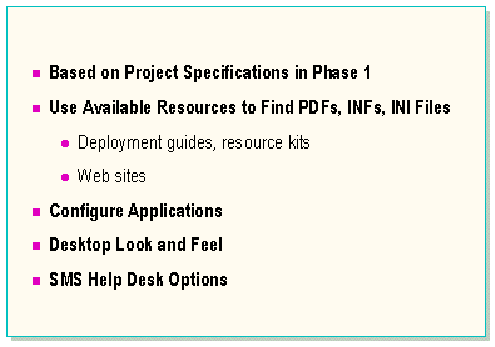 Based on Project Specifications in Phase 1
Use Available Resources to Find PDFs, INFs, INI Files
Deployment guides, resource kits
Web sites
Configure Applications
Desktop Look and Feel
SMS Help Desk Options